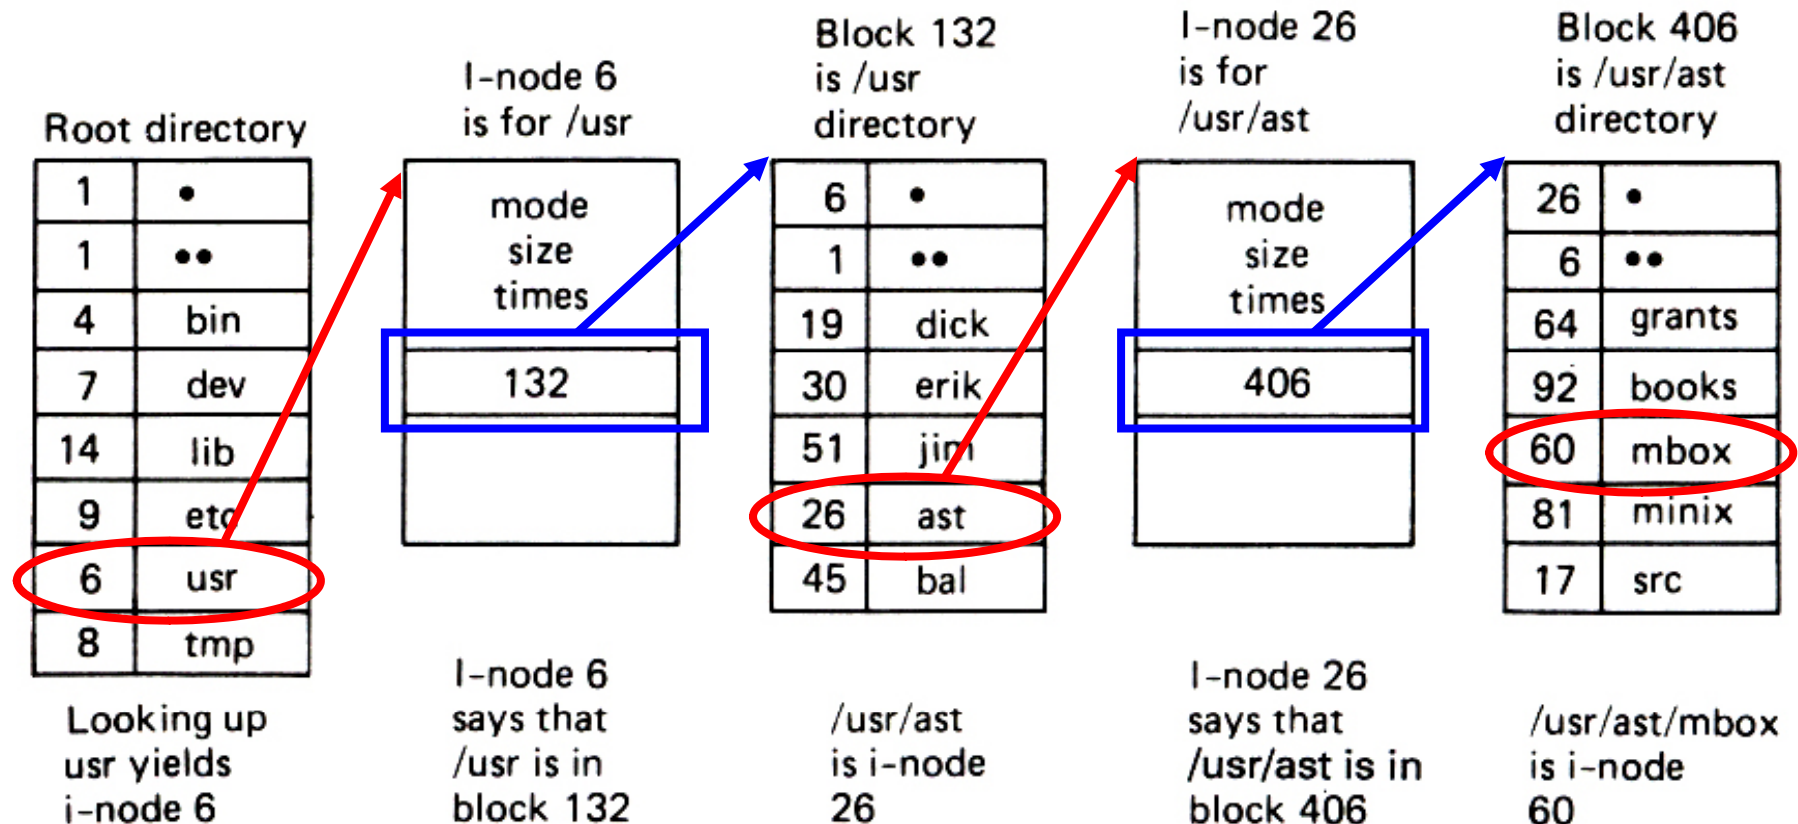 Root directory
1 •
1 ••
4 bin
7 dev
14 lib
9 etc
6 usr
8 tmp
Looking up
usr yields
i-node 6
I-node 6
is for /usr
mode
size
times
132
I-node 6
says that
/usr is in
block 132
Block 132
is /usr
directory
6 •
1 ••
19 dick
30 erik
51 jim
26 ast
45 bal
/usr/ast
is i-node
26
I-node 26
is for
/usr/ast
mode
size
times
406
I-node 26
says that
/usr/ast is in
block 406
Block 406
is /usr/ast
directory
26 •
6 ••
64 grants
92 books
60 mbox
81 minix
17 src
/usr/ast/mbox
is i-node
60